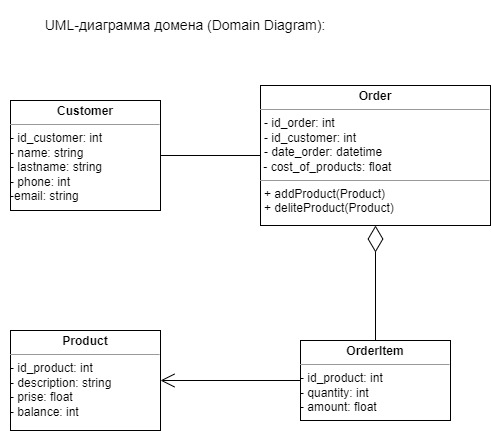 UML-диаграмма домена (Domain Diagram):
Customer
- id_customer: int
- name: string
- lastname: string
- phone: int
-email: string
Order
- id_order: int
- id_customer: int
- date_order: datetime
- cost_of_products: float
+ addProduct(Product)
+ deliteProduct(Product)
Product
- id_product: int
- description: string
- prise: float
- balance: int
OrderItem
- id_product: int
- quantity: int
- amount: float